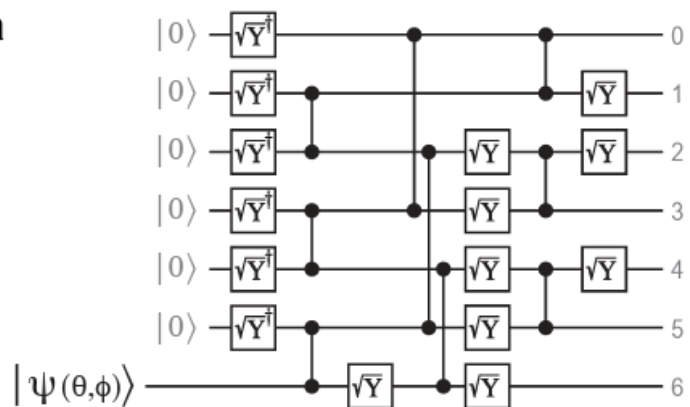 |0⟩ √Y† 0
|0⟩ √Y† √Y 1
|0⟩ √Y† √Y √Y 2
|0⟩ √Y† √Y 3
|0⟩ √Y† √Y √Y 4
|0⟩ √Y† √Y 5
|ψ(θ,ϕ)⟩ √Y √Y 6